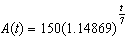 A(t) = 150(1.14869)^{t/7}